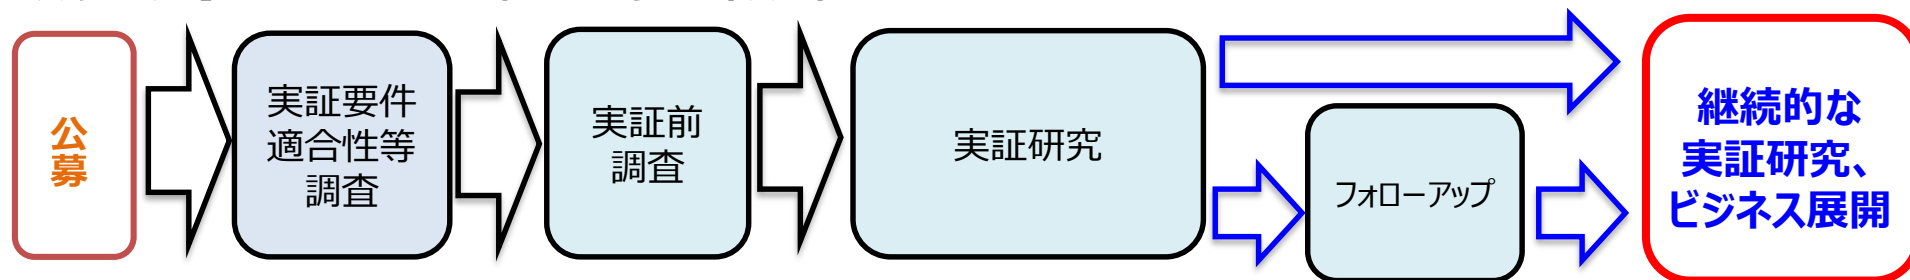 公
募
実証要件
適合性等
調査
実証前
調査
実証研究
フォローアップ
継続的な
実証研究、
ビジネス展開